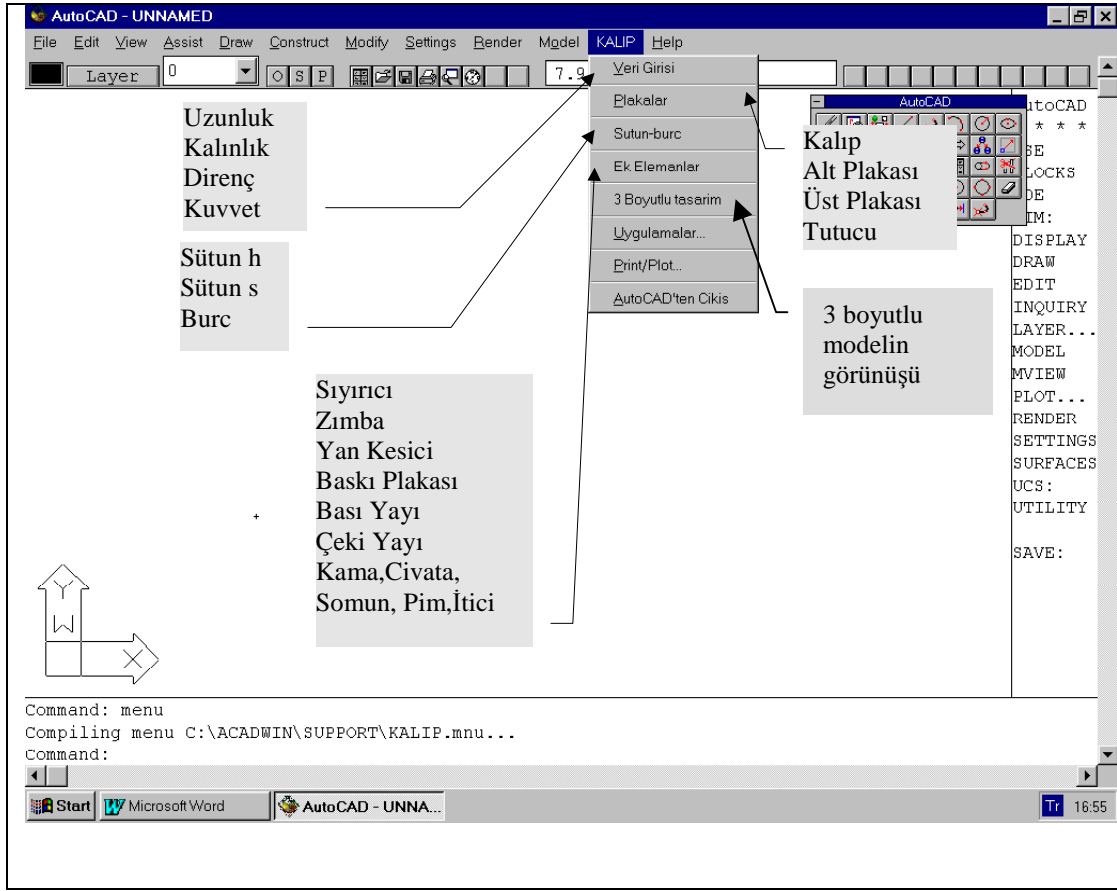 AutoCAD - UNNAMED
File Edit View Assist Draw Construct Modify Settings Render Model KALIP Help
Layer 0 O S P 7.9
Veri Girisi
Plakalar
Sutun-burc
Ek Elemanlar
3 Boyutlu tasarim
Uygulamalar...
Print/Plot...
AutoCAD'ten Cikis
Uzunluk
Kalınlık
Direnç
Kuvvet
Sütun h
Sütun s
Burc
Sıyırıcı
Zımba
Yan Kesici
Baskı Plakası
Bası Yayı
Çeki Yayı
Kama,Civata,
Somun, Pim,İtici
AutoCAD
Kalıp
Alt Plakası
Üst Plakası
Tutucu
3 boyutlu
modelin
görünüşü
* * *
DISPLAY
DRAW
EDIT
INQUIRY
LAYER...
MODEL
MVIEW
PLOT...
RENDER
SETTINGS
SURFACES
UCS:
UTILITY
SAVE:
Y
W
X
Command: menu
Compiling menu C:\ACADWIN\SUPPORT\KALIP.mnu...
Command:
Start Microsoft Word AutoCAD - UNNA... Tr 16:55